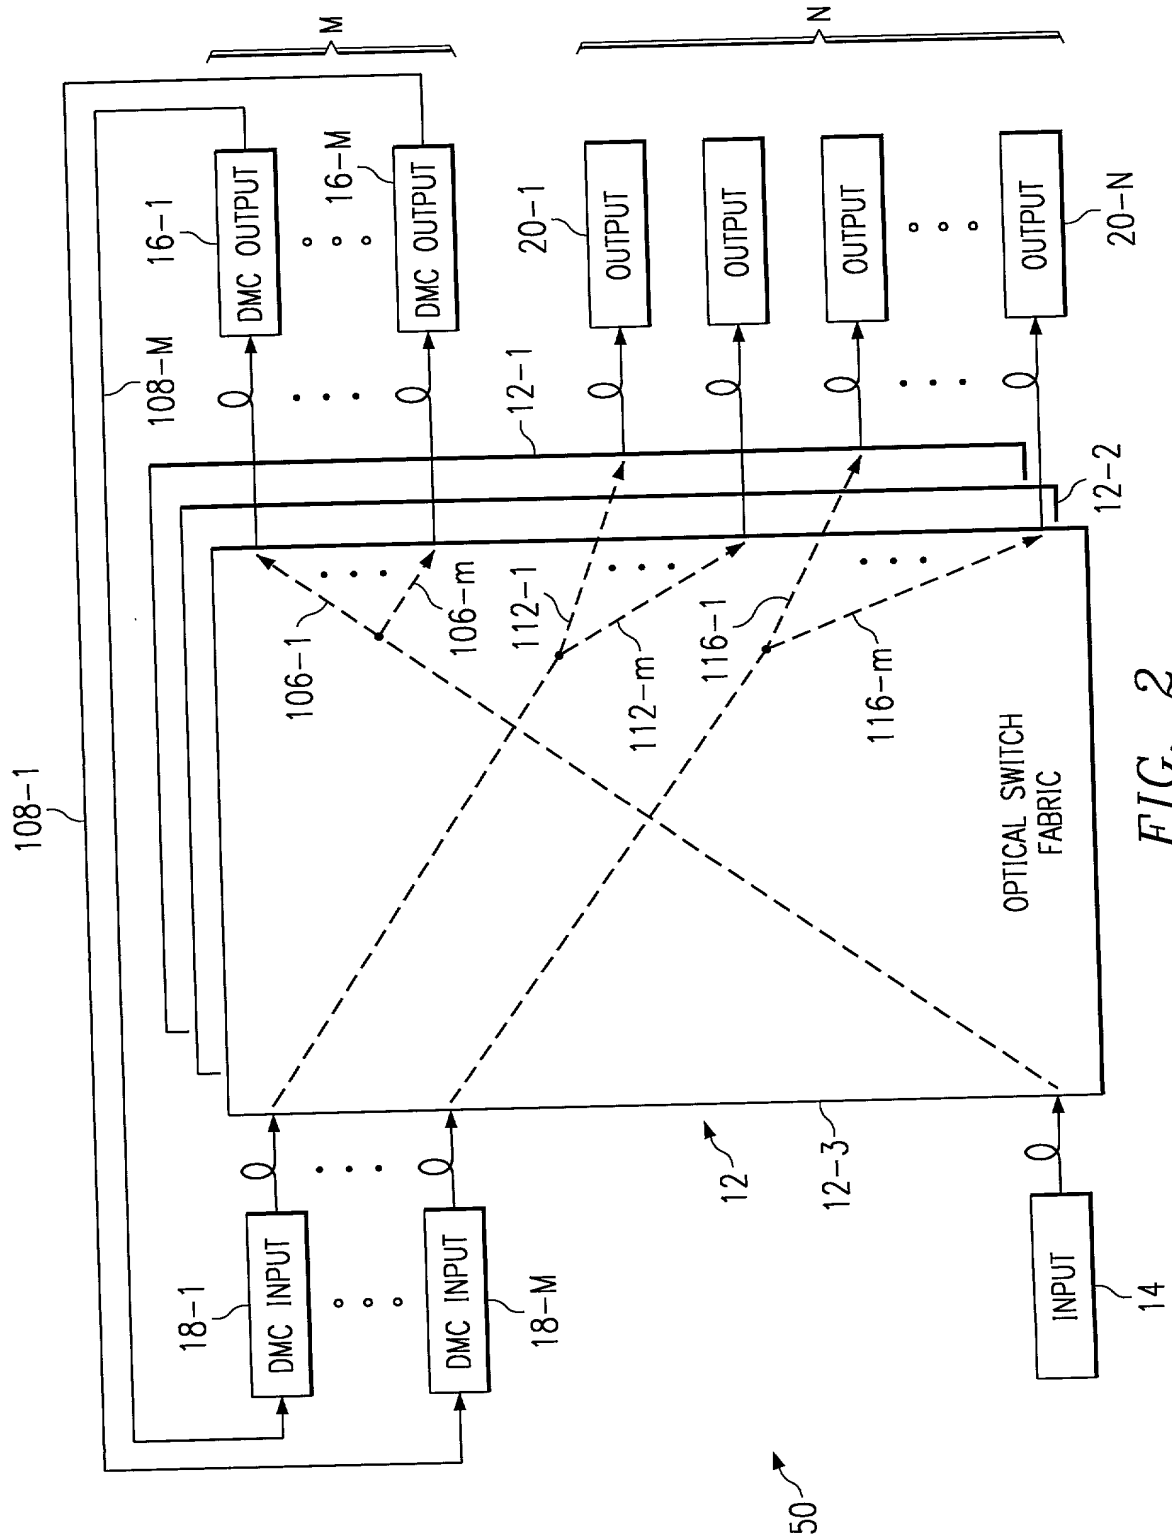 108-1
108-M
16-1
DMC OUTPUT
16-M
DMC OUTPUT
M
18-1
DMC INPUT
18-M
DMC INPUT
106-1
106-m
112-1
112-m
116-1
116-m
12-1
12-2
20-1
OUTPUT
OUTPUT
OUTPUT
OUTPUT
20-N
N
12
12-3
OPTICAL SWITCH
FABRIC
INPUT
14
50
FIG. 2